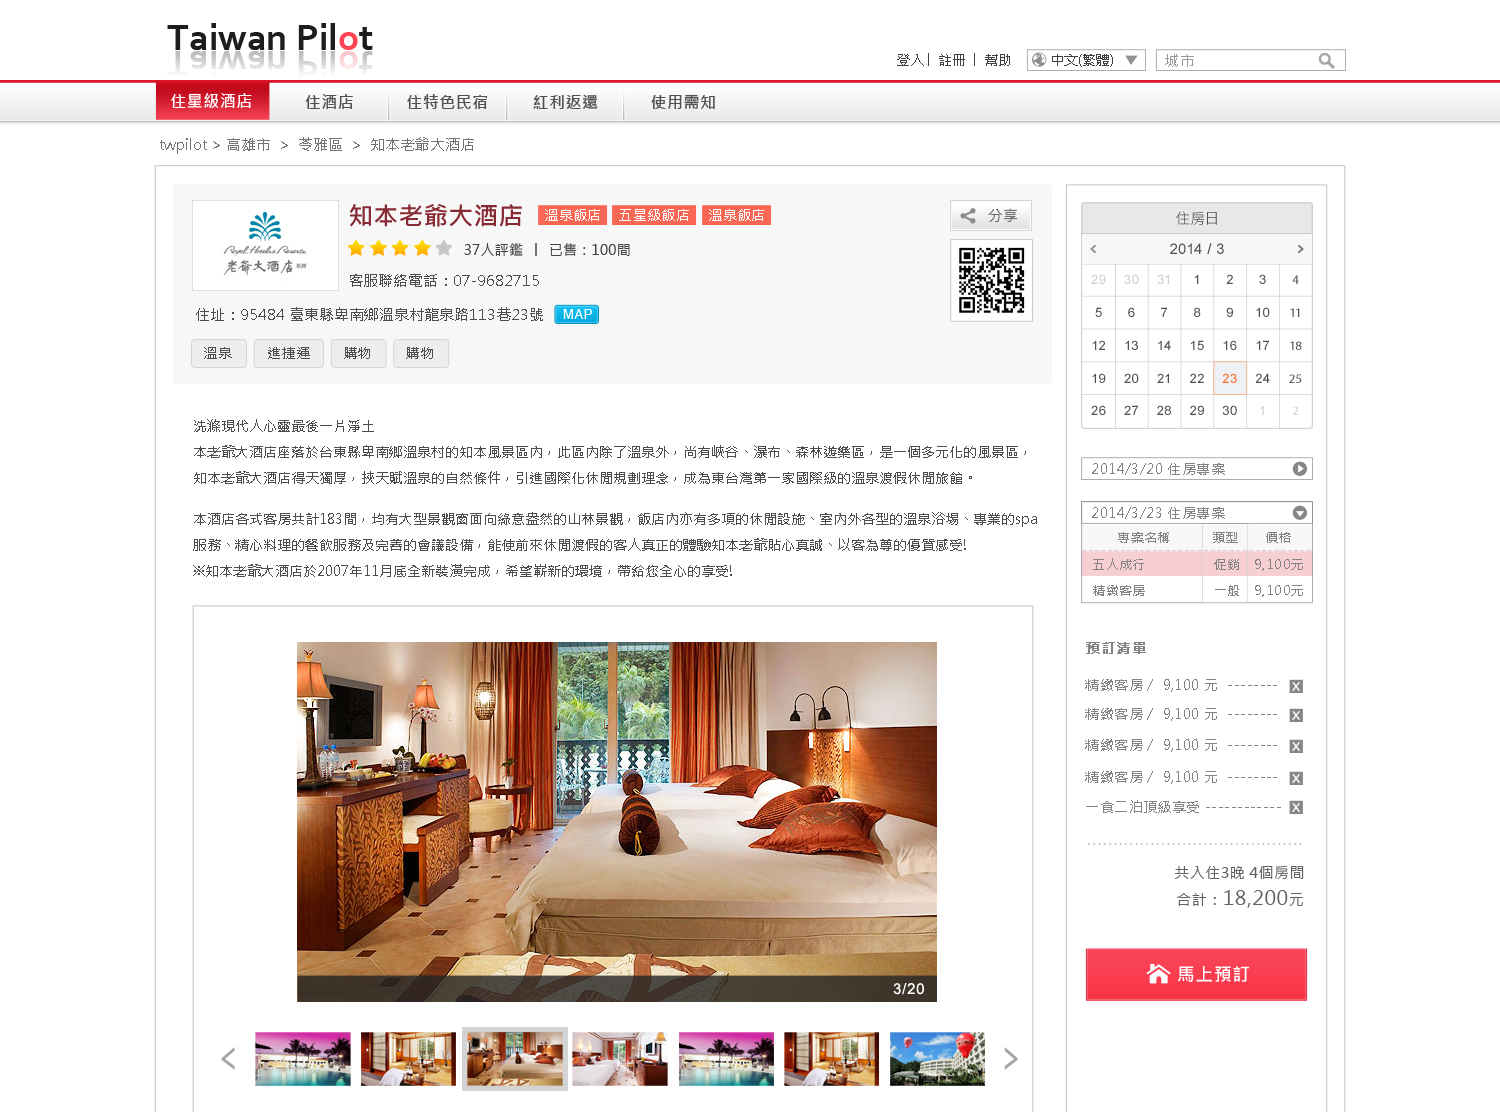 Taiwan Pilot
登入 | 註冊 | 幫助 中文(繁體) 城市
住星級酒店 住酒店 住特色民宿 紅利返還 使用需知
twpilot > 高雄市 > 苓雅區 > 知本老爺大酒店
Royal Hotels & Resorts
老爺大酒店
知本老爺大酒店 溫泉飯店 五星級飯店 溫泉飯店
37人評鑑 | 已售：100間
客服聯絡電話：07-9682715
住址：95484 臺東縣卑南鄉溫泉村龍泉路113巷23號 MAP
溫泉 進捷運 購物 購物
分享
洗滌現代人心靈最後一片淨土
本老爺大酒店座落於台東縣卑南鄉溫泉村的知本風景區內，此區內除了溫泉外，尚有峽谷、瀑布、森林遊樂區，是一個多元化的風景區，
知本老爺大酒店得天獨厚，挾天賦溫泉的自然條件，引進國際化休閒規劃理念，成為東台灣第一家國際級的溫泉渡假休閒旅館。
本酒店各式客房共計183間，均有大型景觀窗面向綠意盎然的山林景觀，飯店內亦有多項的休閒設施、室內外各型的溫泉浴場、專業的spa
服務、精心料理的餐飲服務及完善的會議設備，能使前來休閒渡假的客人真正的體驗知本老爺貼心真誠、以客為尊的優質感受!
※知本老爺大酒店於2007年11月底全新裝潢完成，希望嶄新的環境，帶給您全心的享受!
3/20
住房日
< 2014 / 3 >
29 30 31 1 2 3 4
5 6 7 8 9 10 11
12 13 14 15 16 17 18
19 20 21 22 23 24 25
26 27 28 29 30 1 2
2014/3/20 住房專案
2014/3/23 住房專案
專案名稱 類型 價格
五人成行 促銷 9,100元
精緻客房 一般 9,100元
預訂清單
精緻客房 / 9,100 元 -------- X
精緻客房 / 9,100 元 -------- X
精緻客房 / 9,100 元 -------- X
精緻客房 / 9,100 元 -------- X
一食二泊頂級享受 ------------ X
共入住3晚 4個房間
合計：18,200元
馬上預訂